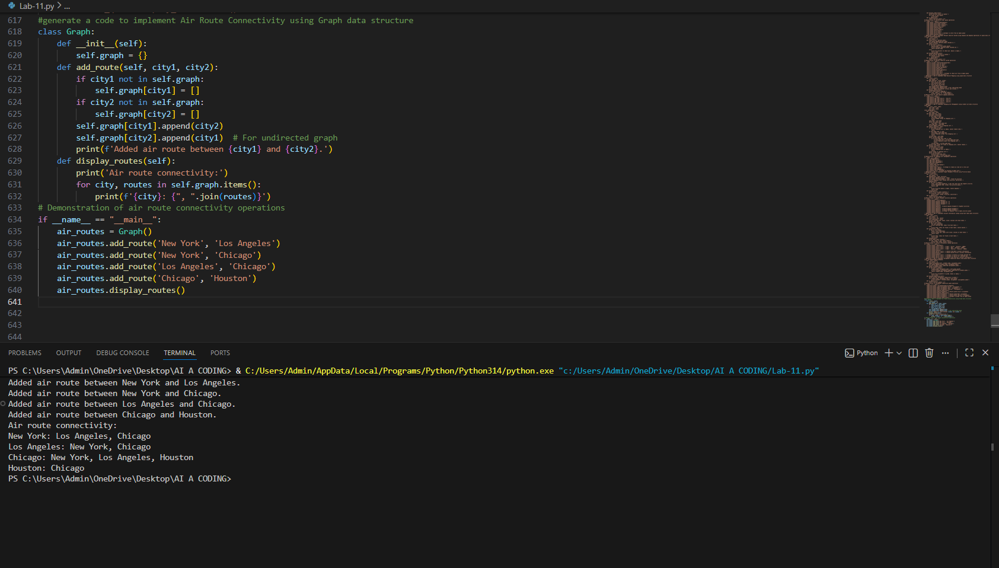 Lab-11.py > ...
617 #generate a code to implement Air Route Connectivity using Graph data structure
618 class Graph:
619     def __init__(self):
620         self.graph = {}
621     def add_route(self, city1, city2):
622         if city1 not in self.graph:
623             self.graph[city1] = []
624         if city2 not in self.graph:
625             self.graph[city2] = []
626         self.graph[city1].append(city2)
627         self.graph[city2].append(city1)  # For undirected graph
628         print(f'Added air route between {city1} and {city2}.')
629     def display_routes(self):
630         print('Air route connectivity:')
631         for city, routes in self.graph.items():
632             print(f'{city}: {", ".join(routes)}')
633 # Demonstration of air route connectivity operations
634 if __name__ == "__main__":
635     air_routes = Graph()
636     air_routes.add_route('New York', 'Los Angeles')
637     air_routes.add_route('New York', 'Chicago')
638     air_routes.add_route('Los Angeles', 'Chicago')
639     air_routes.add_route('Chicago', 'Houston')
640     air_routes.display_routes()
641
642
643
644
PROBLEMS OUTPUT DEBUG CONSOLE TERMINAL PORTS Python
PS C:\Users\Admin\OneDrive\Desktop\AI A CODING> & C:/Users/Admin/AppData/Local/Programs/Python/Python314/python.exe "c:/Users/Admin/OneDrive/Desktop/AI A CODING/Lab-11.py"
Added air route between New York and Los Angeles.
Added air route between New York and Chicago.
Added air route between Los Angeles and Chicago.
Added air route between Chicago and Houston.
Air route connectivity:
New York: Los Angeles, Chicago
Los Angeles: New York, Chicago
Chicago: New York, Los Angeles, Houston
Houston: Chicago
PS C:\Users\Admin\OneDrive\Desktop\AI A CODING>